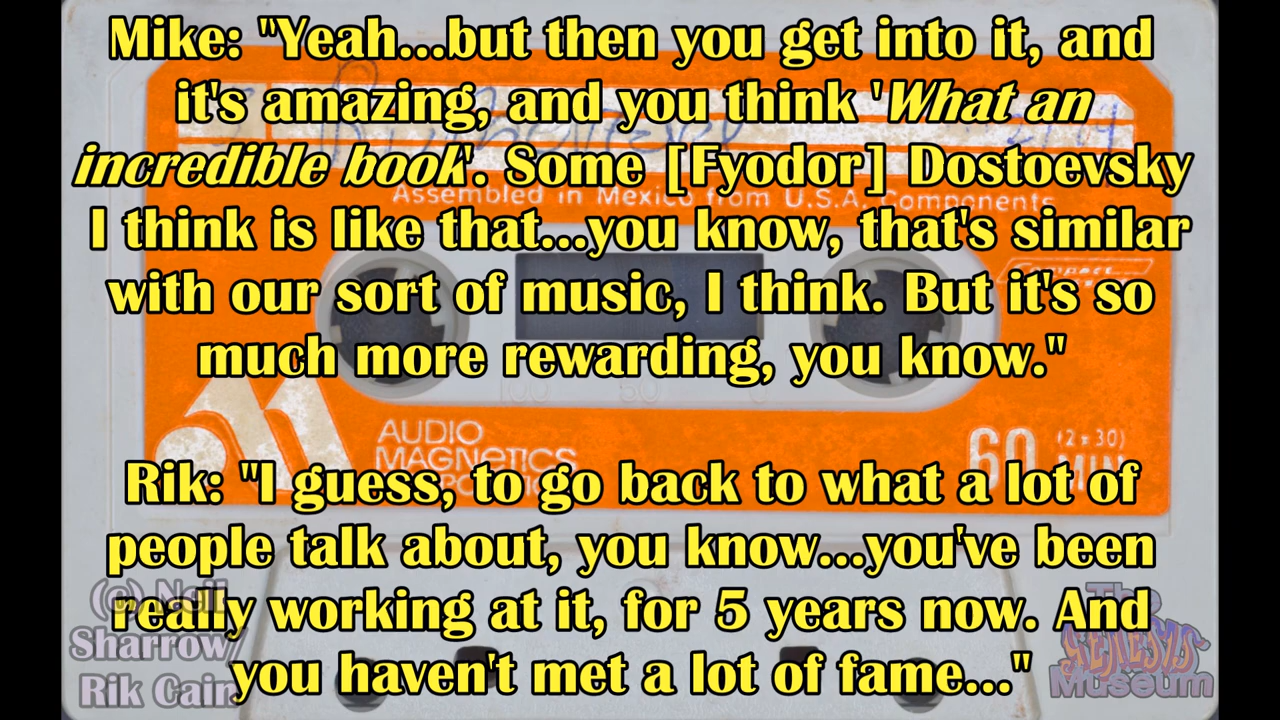 Mike: "Yeah...but then you get into it, and
it's amazing, and you think 'What an
incredible book'. Some [Fyodor] Dostoevsky
I think is like that...you know, that's similar
with our sort of music, I think. But it's so
much more rewarding, you know."
Assembled in Mexico from U.S.A. Components
AUDIO
MAGNETICS
60 MIN
(2 x 30)
Rik: "I guess, to go back to what a lot of
people talk about, you know...you've been
really working at it, for 5 years now. And
you haven't met a lot of fame..."
(c) Neil
Sharrow/
Rik Cain
The
GENESIS
Museum